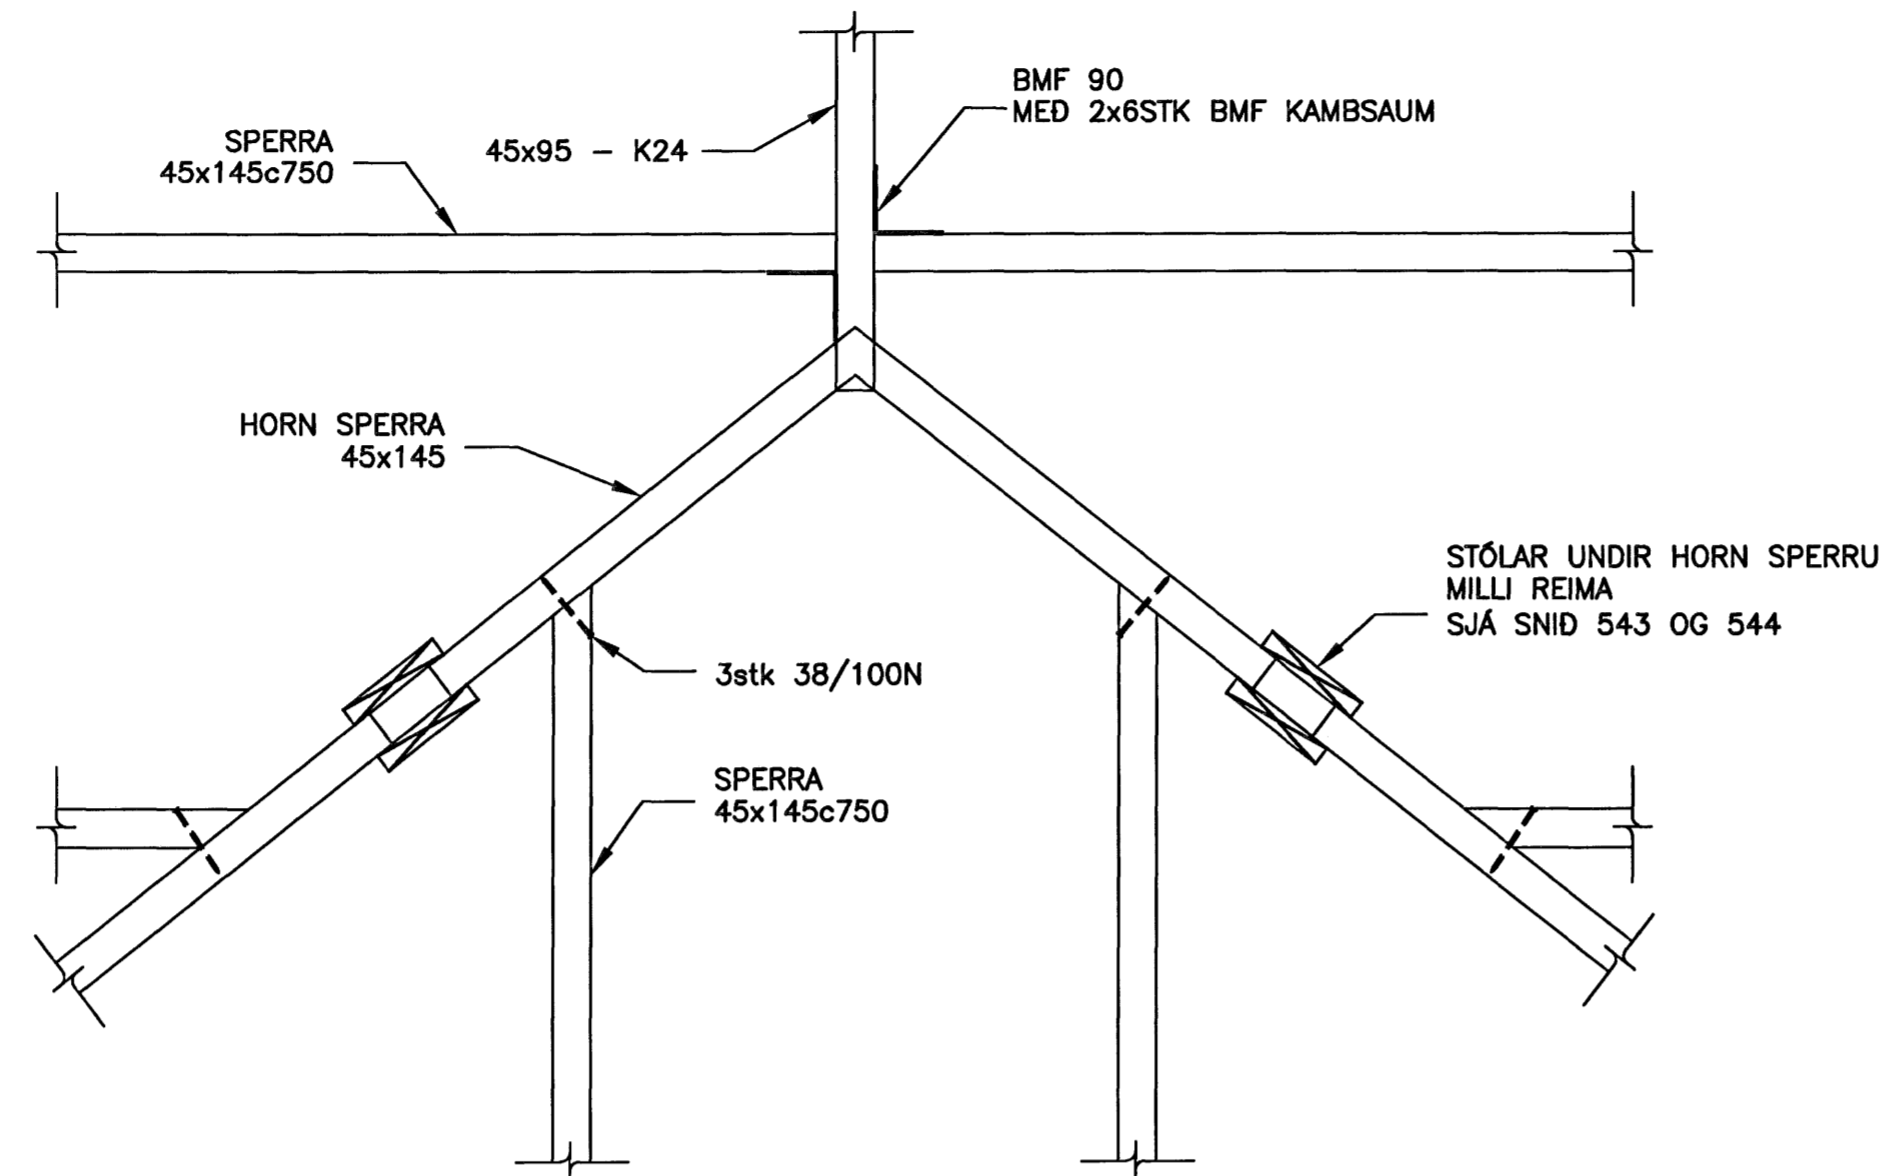 BMF 90
MEÐ 2x6STK BMF KAMBSAUM
SPERRA
45x145c750
45x95 - K24
HORN SPERRA
45x145
STÓLAR UNDIR HORN SPERRU
MILLI REIMA
SJÁ SNIÐ 543 OG 544
3stk 38/100N
SPERRA
45x145c750